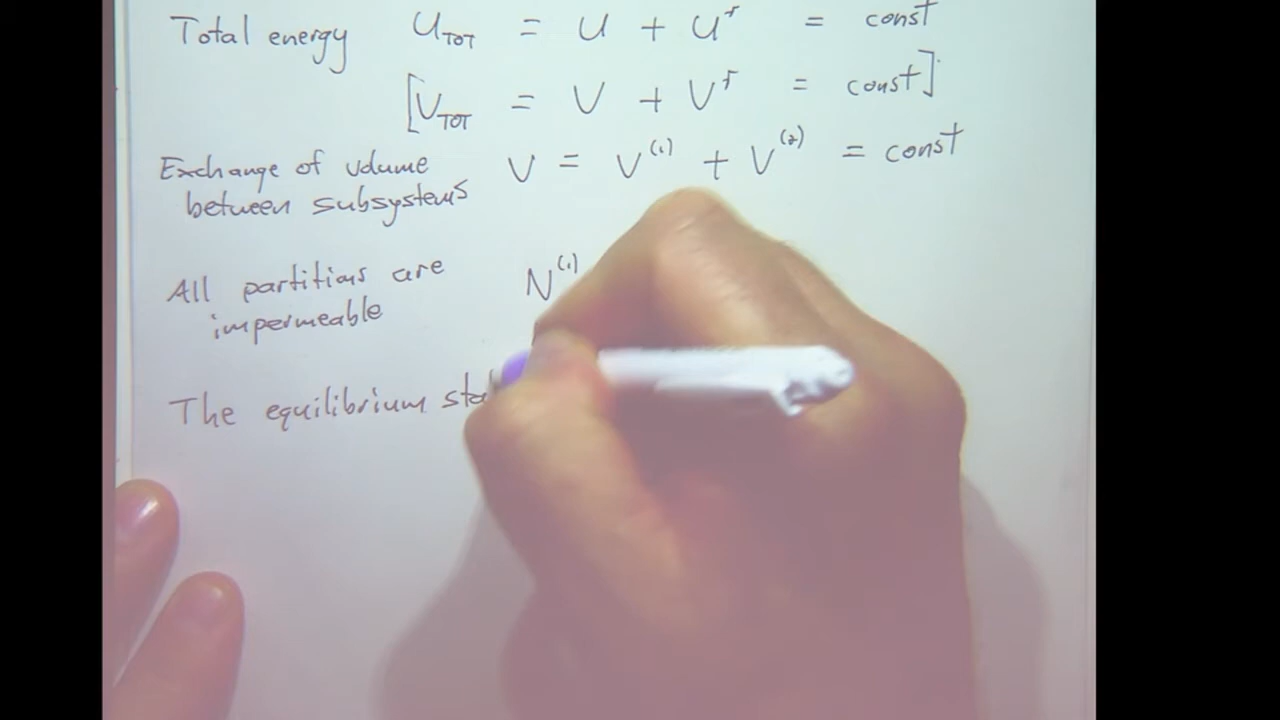 Total energy U_TOT = U + U^r = const
[V_TOT = V + V^r = const]
Exchange of volume V = V^(1) + V^(2) = const
between subsystems
All partitions are N^(1)
impermeable
The equilibrium